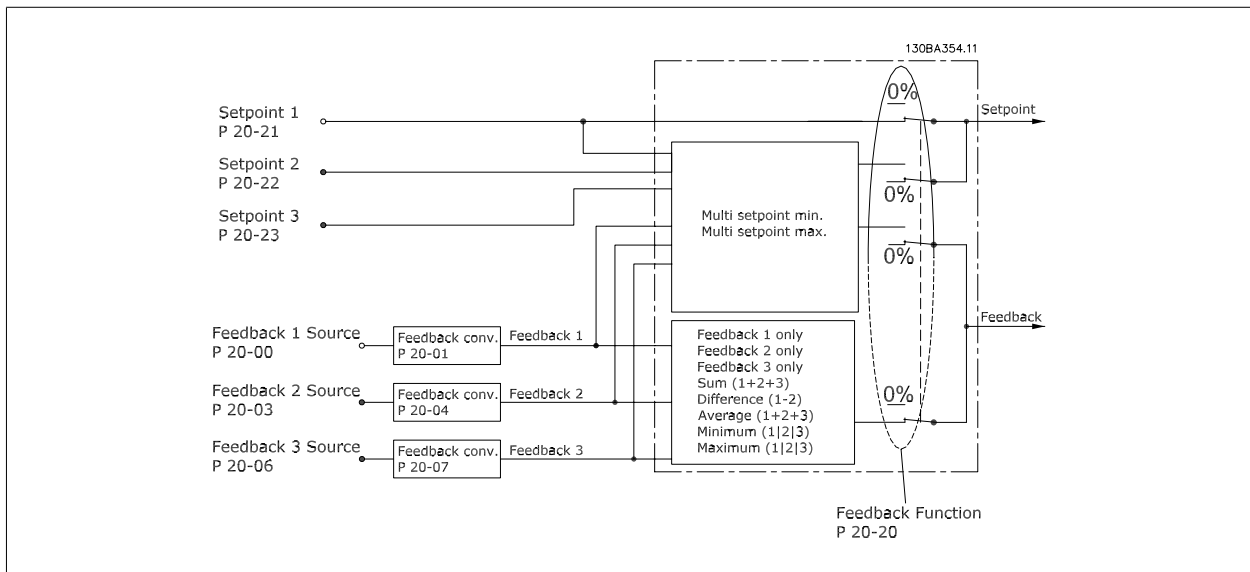 130BA354.11
0%
Setpoint 1
P 20-21
Setpoint
Setpoint 2
P 20-22
0%
Setpoint 3
P 20-23
Multi setpoint min.
Multi setpoint max.
0%
Feedback
Feedback 1 Source
P 20-00
Feedback conv.
P 20-01
Feedback 1
Feedback 1 only
Feedback 2 only
Feedback 3 only
Sum (1+2+3)
Difference (1-2)
Average (1+2+3)
Minimum (1|2|3)
Maximum (1|2|3)
0%
Feedback 2 Source
P 20-03
Feedback conv.
P 20-04
Feedback 2
Feedback 3 Source
P 20-06
Feedback conv.
P 20-07
Feedback 3
Feedback Function
P 20-20